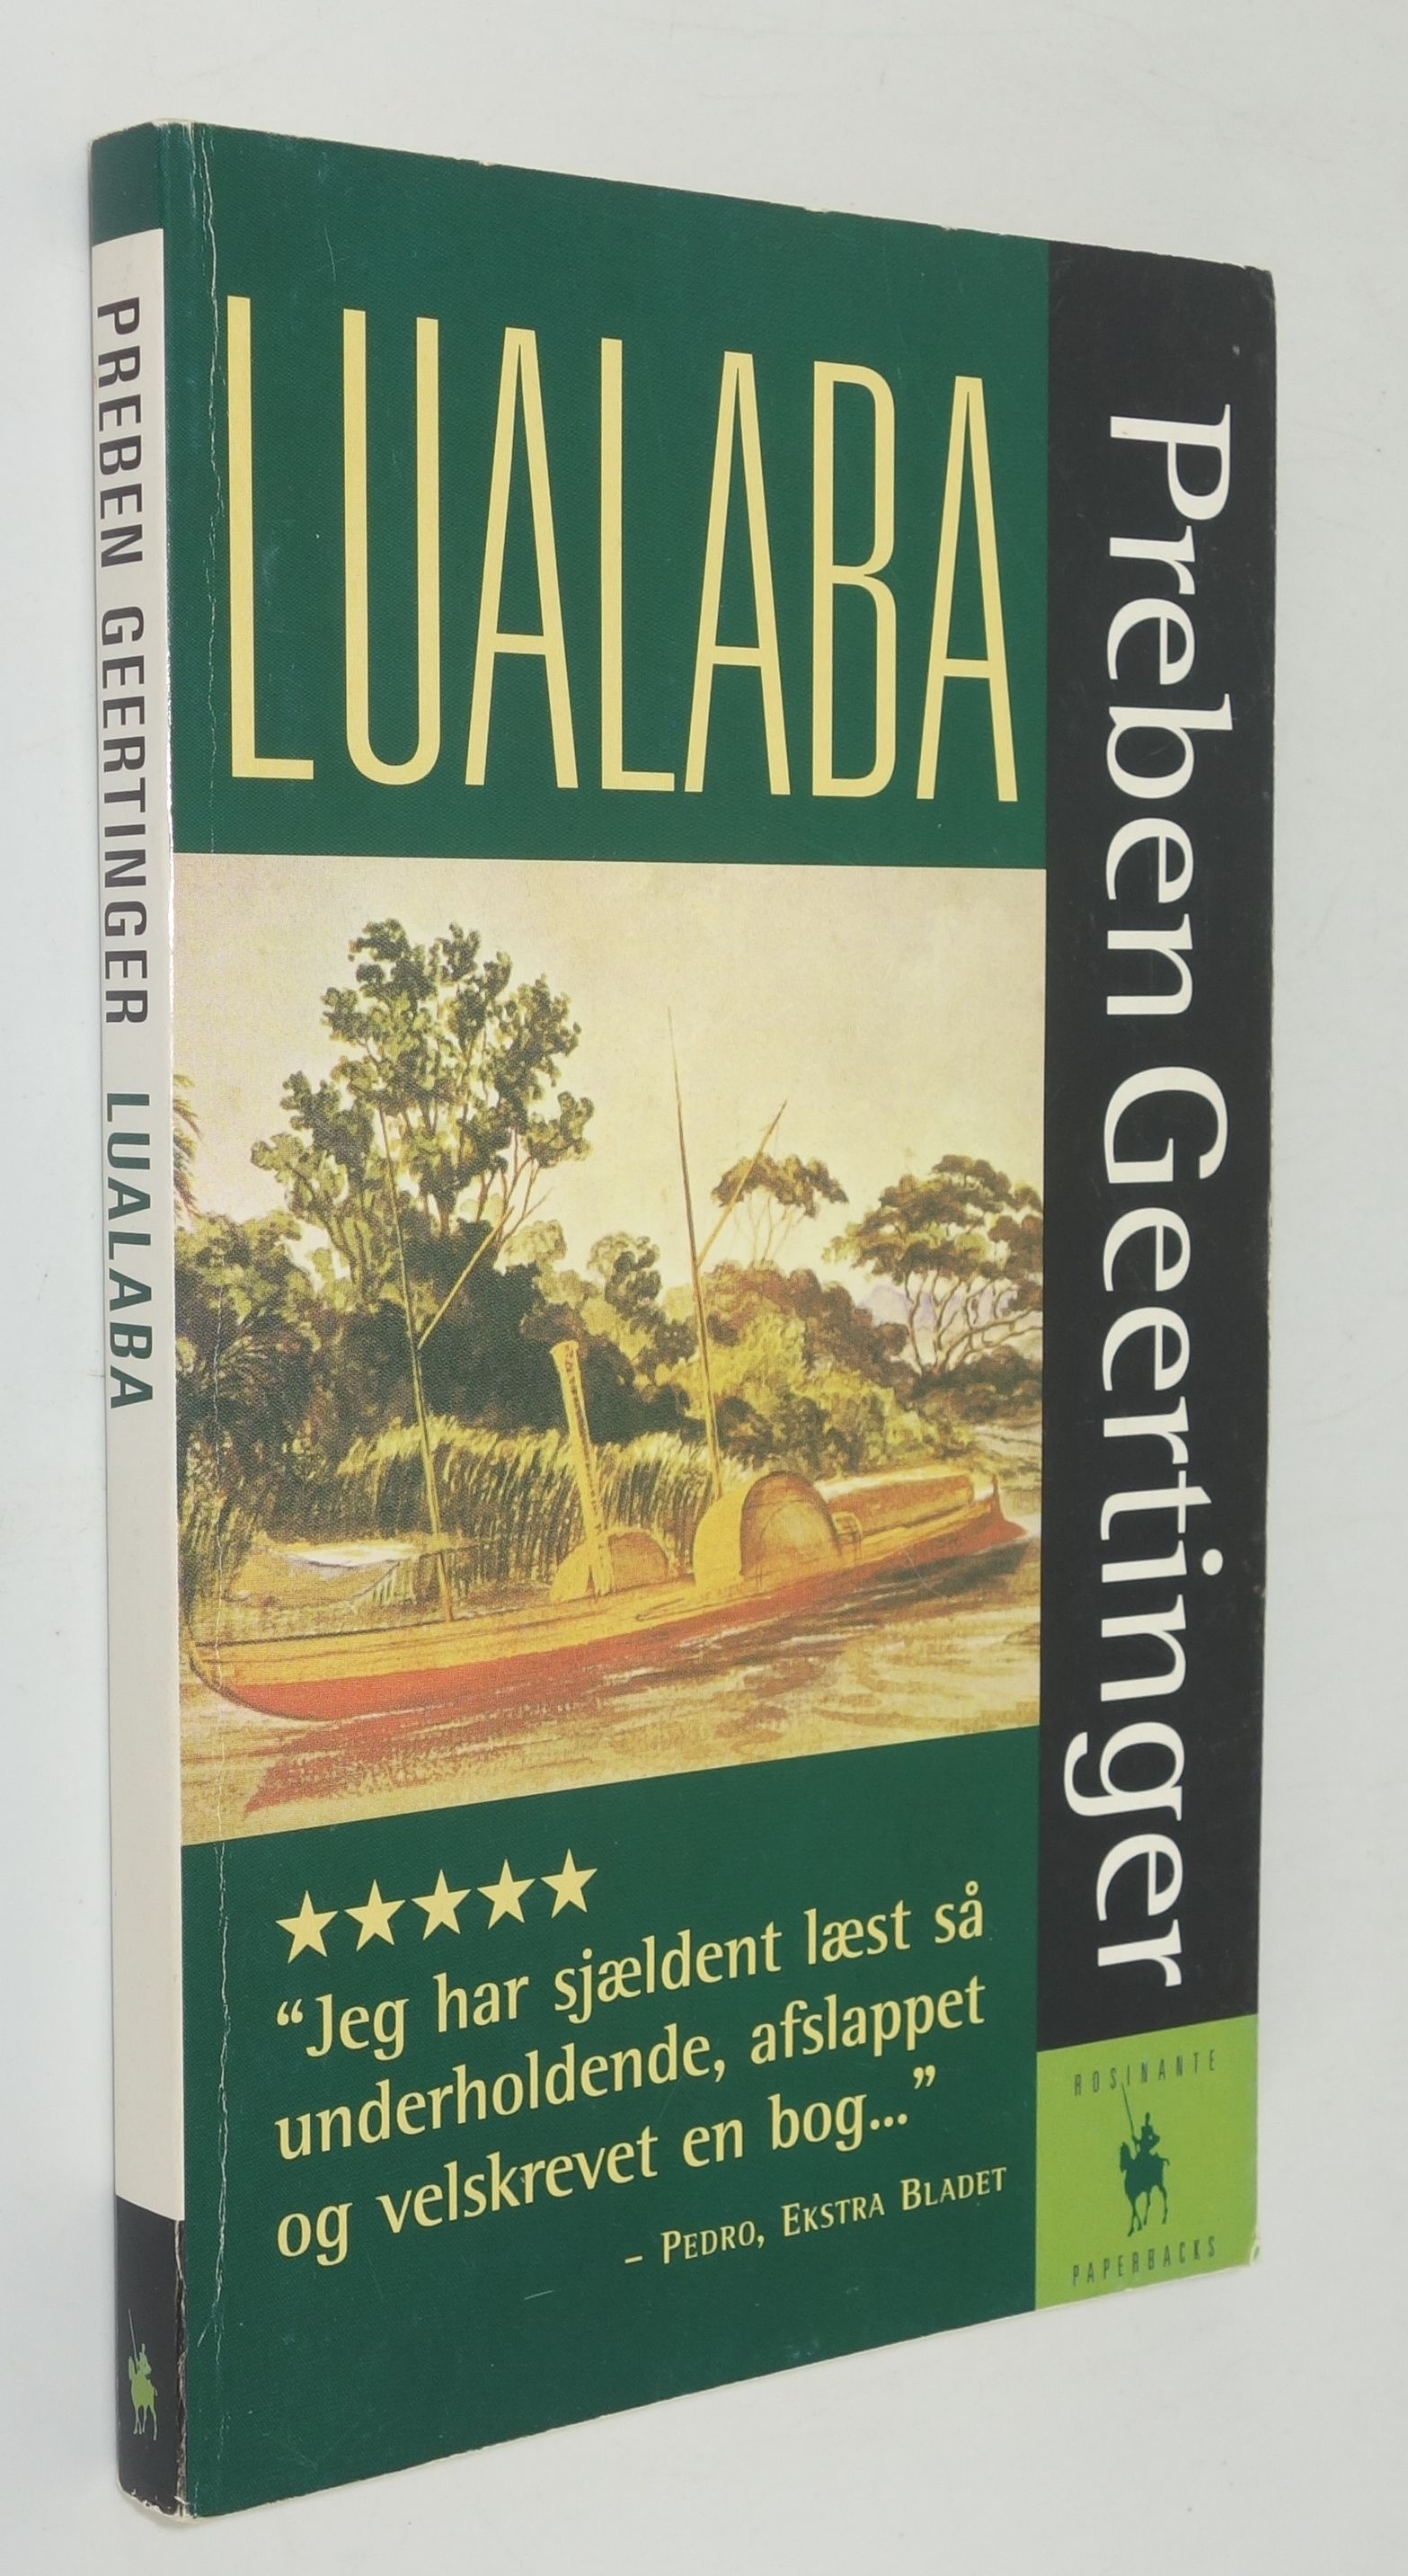 PREBEN GEERTINGER LUALABA
LUALABA
Preben Geertinger
★★★★★
“Jeg har sjældent læst så
underholdende, afslappet
og velskrevet en bog...”
– PEDRO, EKSTRA BLADET
ROSINANTE
PAPERBACKS